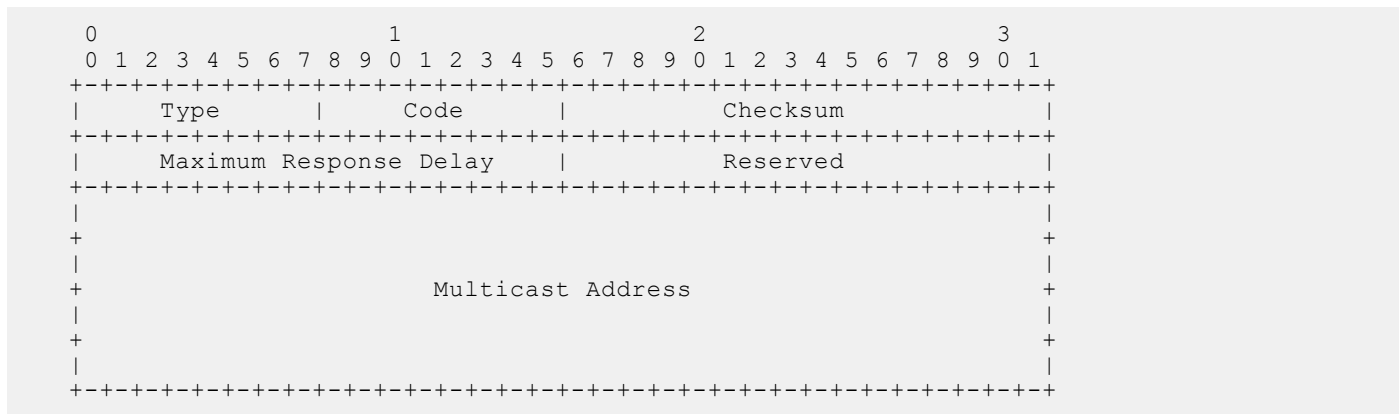 0                   1                   2                   3
0 1 2 3 4 5 6 7 8 9 0 1 2 3 4 5 6 7 8 9 0 1 2 3 4 5 6 7 8 9 0 1
+-+-+-+-+-+-+-+-+-+-+-+-+-+-+-+-+-+-+-+-+-+-+-+-+-+-+-+-+-+-+-+-+
|     Type      |     Code      |          Checksum             |
+-+-+-+-+-+-+-+-+-+-+-+-+-+-+-+-+-+-+-+-+-+-+-+-+-+-+-+-+-+-+-+-+
|     Maximum Response Delay    |          Reserved             |
+-+-+-+-+-+-+-+-+-+-+-+-+-+-+-+-+-+-+-+-+-+-+-+-+-+-+-+-+-+-+-+-+
|                                                               |
+                                                               +
|                                                               |
+                       Multicast Address                       +
|                                                               |
+                                                               +
|                                                               |
+-+-+-+-+-+-+-+-+-+-+-+-+-+-+-+-+-+-+-+-+-+-+-+-+-+-+-+-+-+-+-+-+